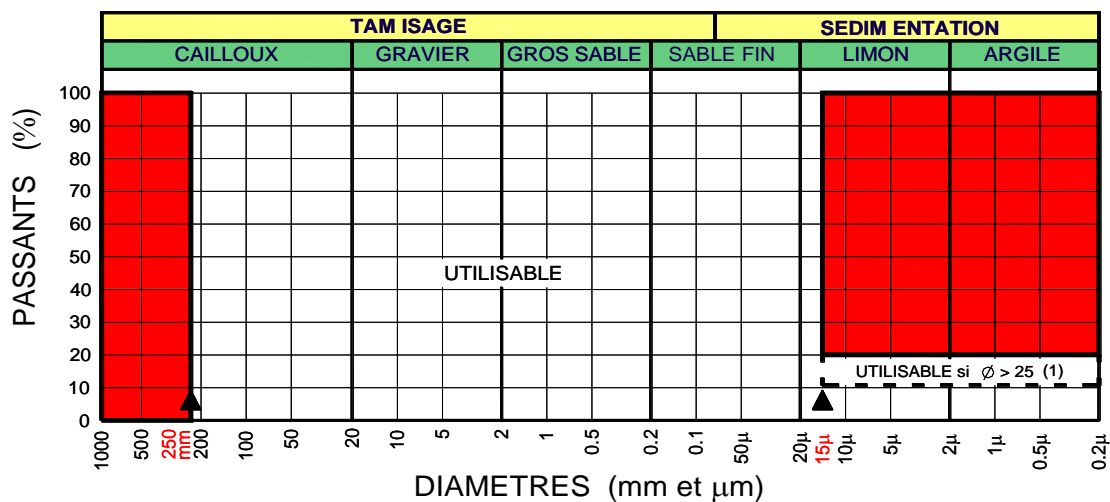 TAM ISAGE SEDIM ENTATION
CAILLOUX GRAVIER GROS SABLE SABLE FIN LIMON ARGILE
PASSANTS (%)
100
90
80
70
60
50
40
30
20
10
0
UTILISABLE
UTILISABLE si Ø > 25 (1)
1000 500 250 mm 200 100 50 20 10 5 2 1 0.5 0.2 0.1 50µ 20µ 15µ 10µ 5µ 2µ 1µ 0.5µ 0.2µ
DIAMETRES (mm et µm)